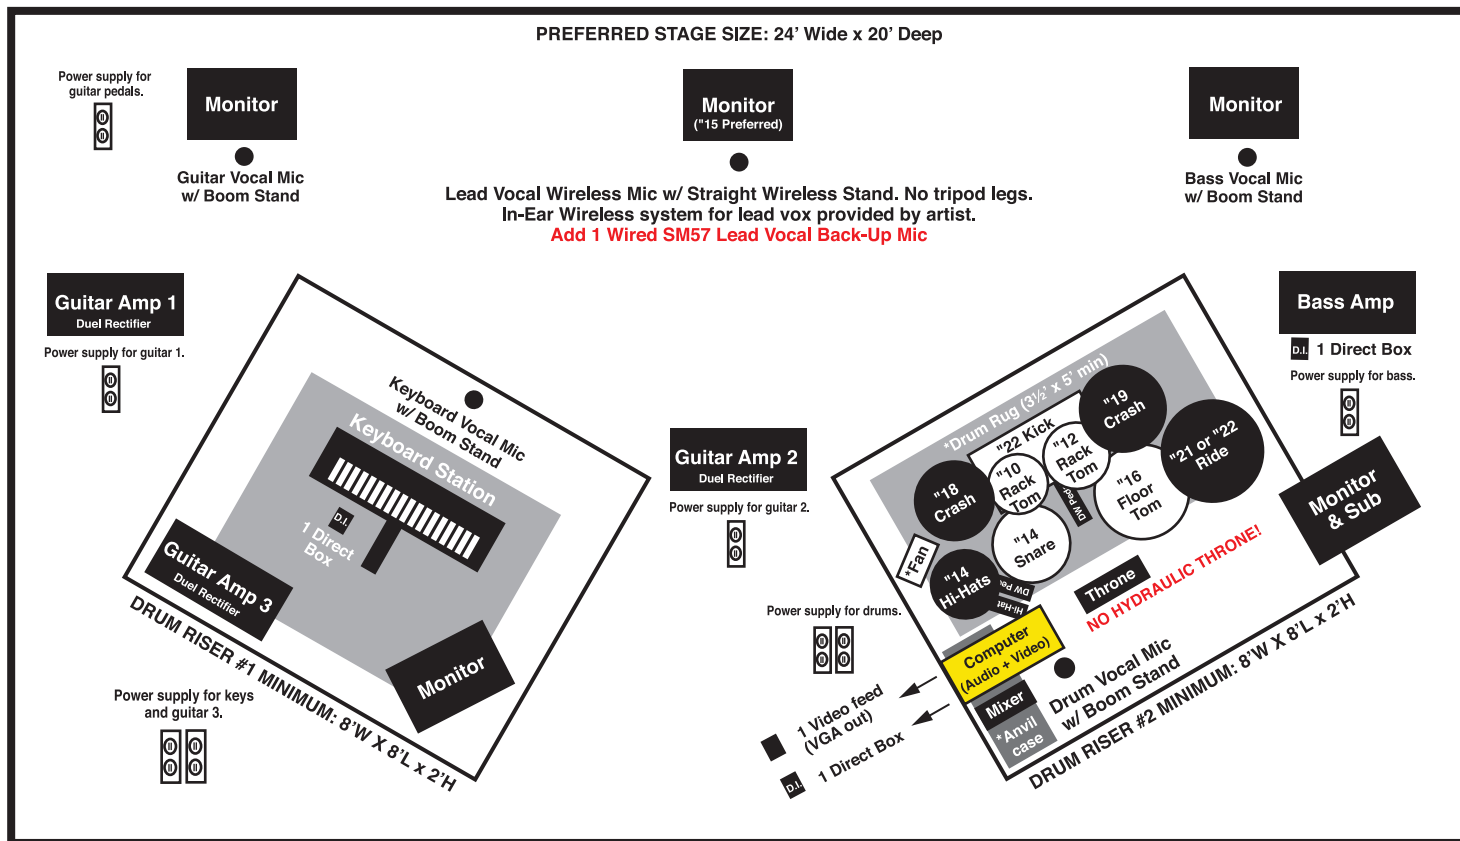 PREFERRED STAGE SIZE: 24’ Wide x 20’ Deep
Power supply for
guitar pedals.
Monitor
Guitar Vocal Mic
w/ Boom Stand
Monitor
("15 Preferred)
Lead Vocal Wireless Mic w/ Straight Wireless Stand. No tripod legs.
In-Ear Wireless system for lead vox provided by artist.
Add 1 Wired SM57 Lead Vocal Back-Up Mic
Monitor
Bass Vocal Mic
w/ Boom Stand
Guitar Amp 1
Duel Rectifier
Power supply for guitar 1.
Keyboard Vocal Mic
w/ Boom Stand
Keyboard Station
D.I.
1 Direct
Box
Guitar Amp 3
Duel Rectifier
Monitor
DRUM RISER #1 MINIMUM: 8’W X 8’L x 2’H
Power supply for keys
and guitar 3.
Guitar Amp 2
Duel Rectifier
Power supply for guitar 2.
Power supply for drums.
*Drum Rug (3½’ x 5’ min)
"22 Kick
"19
Crash
"12
Rack
Tom
"10
Rack
Tom
"18
Crash
"21 or "22
Ride
"16
Floor
Tom
DW Ped
"14
Snare
*Fan
"14
Hi-Hats
DW Ped
Hi-Hat
Throne
NO HYDRAULIC THRONE!
Computer
(Audio + Video)
Mixer
*Anvil
case
Drum Vocal Mic
w/ Boom Stand
DRUM RISER #2 MINIMUM: 8’W X 8’L x 2’H
1 Video feed
(VGA out)
D.I.
1 Direct Box
Bass Amp
D.I.
1 Direct Box
Power supply for bass.
Monitor
& Sub